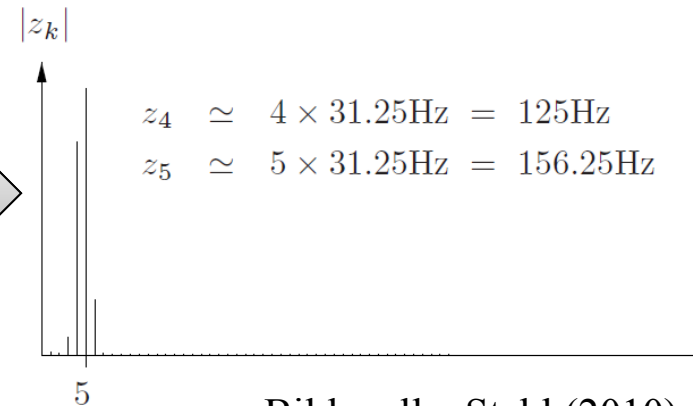 |z_k|
z_4 ≃ 4 × 31.25Hz = 125Hz
z_5 ≃ 5 × 31.25Hz = 156.25Hz
5